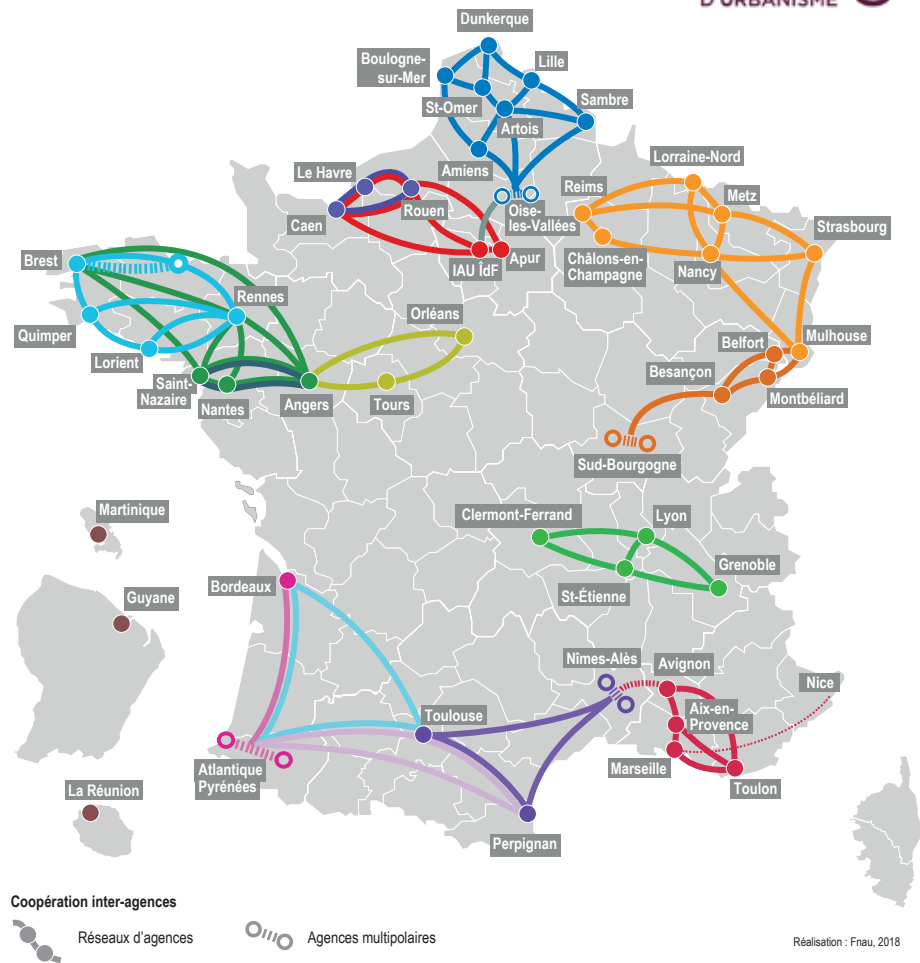 D'URBANISME
Dunkerque
Boulogne-
sur-Mer
Lille
St-Omer
Sambre
Artois
Amiens
Lorraine-Nord
Le Havre
Reims
Metz
Caen
Rouen
Oise-
les-Vallées
Strasbourg
IAU ÎdF
Apur
Châlons-en-
Champagne
Nancy
Brest
Rennes
Orléans
Quimper
Lorient
Belfort
Mulhouse
Besançon
Saint-
Nazaire
Nantes
Angers
Tours
Montbéliard
Sud-Bourgogne
Martinique
Clermont-Ferrand
Lyon
Bordeaux
Grenoble
St-Étienne
Guyane
Nîmes-Alès
Avignon
Nice
Toulouse
Aix-en-
Provence
Atlantique
Pyrénées
Marseille
Toulon
La Réunion
Perpignan
Coopération inter-agences
Réseaux d'agences
Agences multipolaires
Réalisation : Fnau, 2018